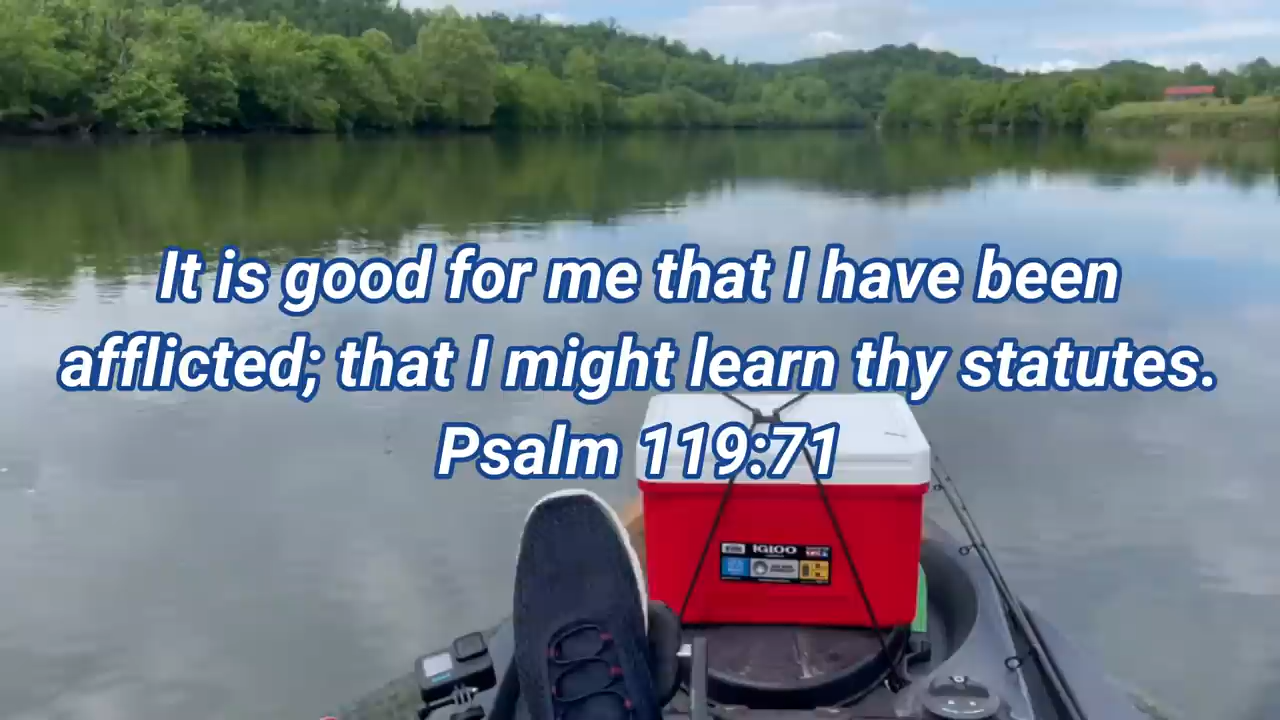 It is good for me that I have been
afflicted; that I might learn thy statutes.
Psalm 119:71
IGLOO